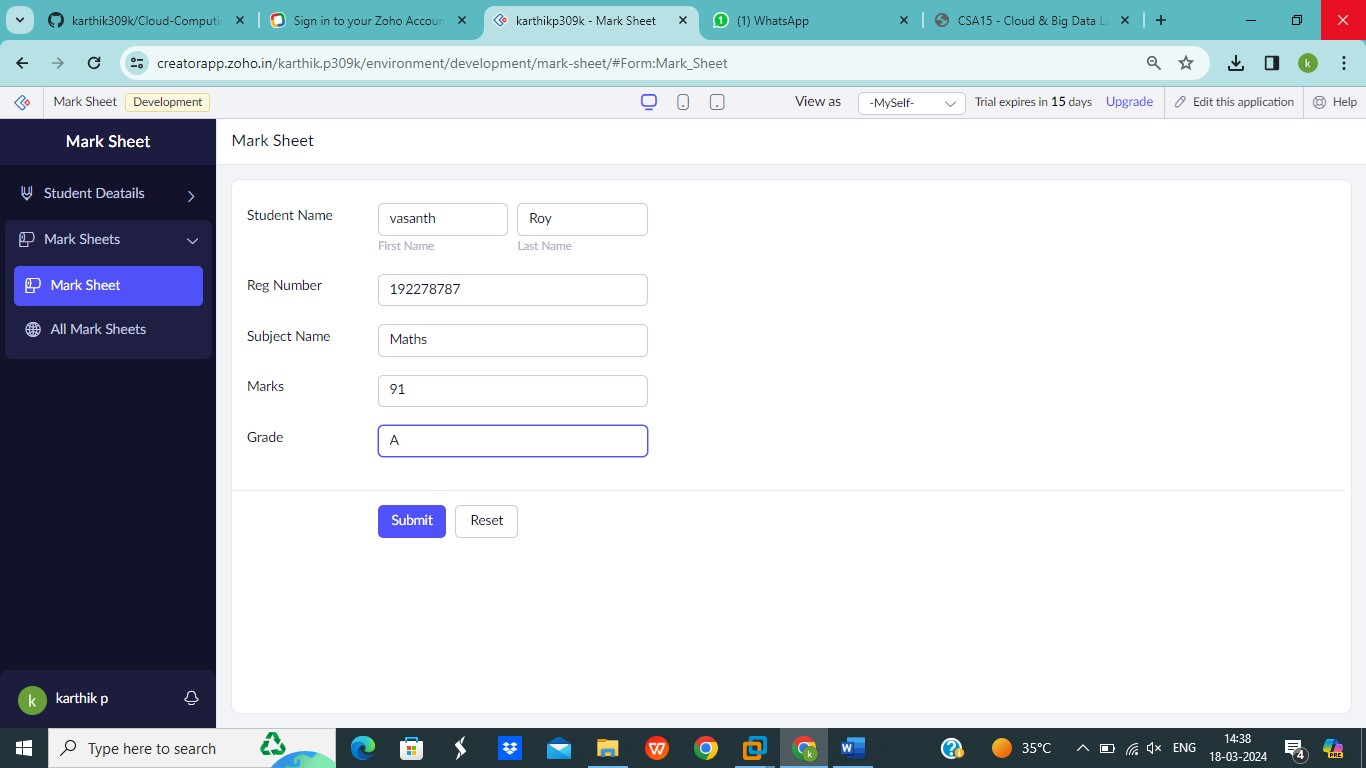 karthik309k/Cloud-Computi
Sign in to your Zoho Accoun
karthikp309k - Mark Sheet
(1) WhatsApp
CSA15 - Cloud & Big Data L
creatorapp.zoho.in/karthik.p309k/environment/development/mark-sheet/#Form:Mark_Sheet
k
Mark Sheet
Development
View as
-MySelf-
Trial expires in 15 days
Upgrade
Edit this application
Help
Mark Sheet
Mark Sheet
Student Deatails
Mark Sheets
Mark Sheet
All Mark Sheets
Student Name
vasanth
Roy
First Name
Last Name
Reg Number
192278787
Subject Name
Maths
Marks
91
Grade
A
Submit
Reset
k
karthik p
Type here to search
35°C
ENG
14:38
18-03-2024
4